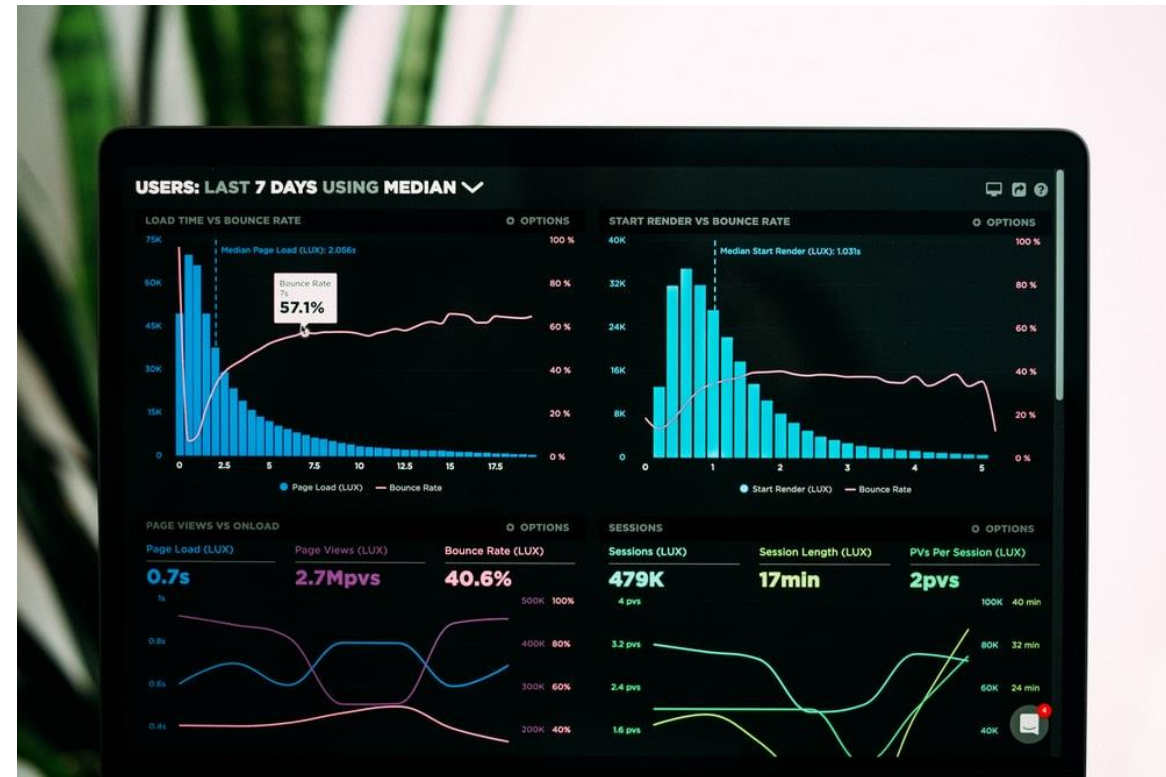 USERS: LAST 7 DAYS USING MEDIAN
LOAD TIME VS BOUNCE RATE
OPTIONS
75K
60K
45K
30K
15K
0
Median Page Load (LUX): 2.056s
Bounce Rate
7s
57.1%
100 %
80 %
60 %
40 %
20 %
0 %
0 2.5 5 7.5 10 12.5 15 17.5
Page Load (LUX) Bounce Rate
START RENDER VS BOUNCE RATE
OPTIONS
40K
32K
24K
16K
8K
0
Median Start Render (LUX): 1.031s
100 %
80 %
60 %
40 %
20 %
0 %
0 1 2 3 4 5
Start Render (LUX) Bounce Rate
PAGE VIEWS VS ONLOAD
OPTIONS
Page Load (LUX) Page Views (LUX) Bounce Rate (LUX)
0.7s 2.7Mpvs 40.6%
1s 500K 100%
0.8s 400K 80%
0.6s 300K 60%
0.4s 200K 40%
SESSIONS
OPTIONS
Sessions (LUX) Session Length (LUX) PVs Per Session (LUX)
479K 17min 2pvs
4 pvs 100K 40 min
3.2 pvs 80K 32 min
2.4 pvs 60K 24 min
1.6 pvs 40K
4